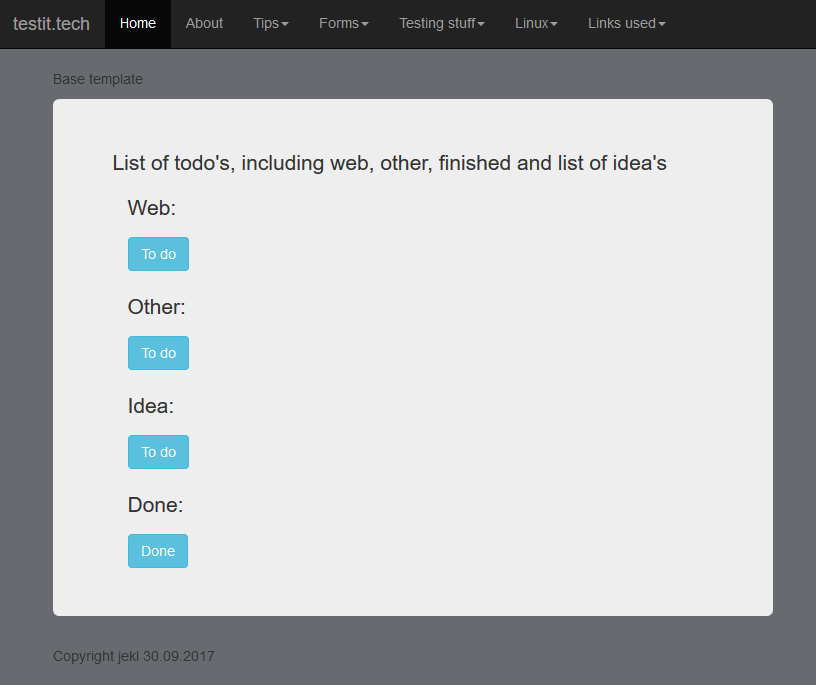 testit.tech Home About Tips Forms Testing stuff Linux Links used
Base template
List of todo's, including web, other, finished and list of idea's
Web:
To do
Other:
To do
Idea:
To do
Done:
Done
Copyright jekl 30.09.2017